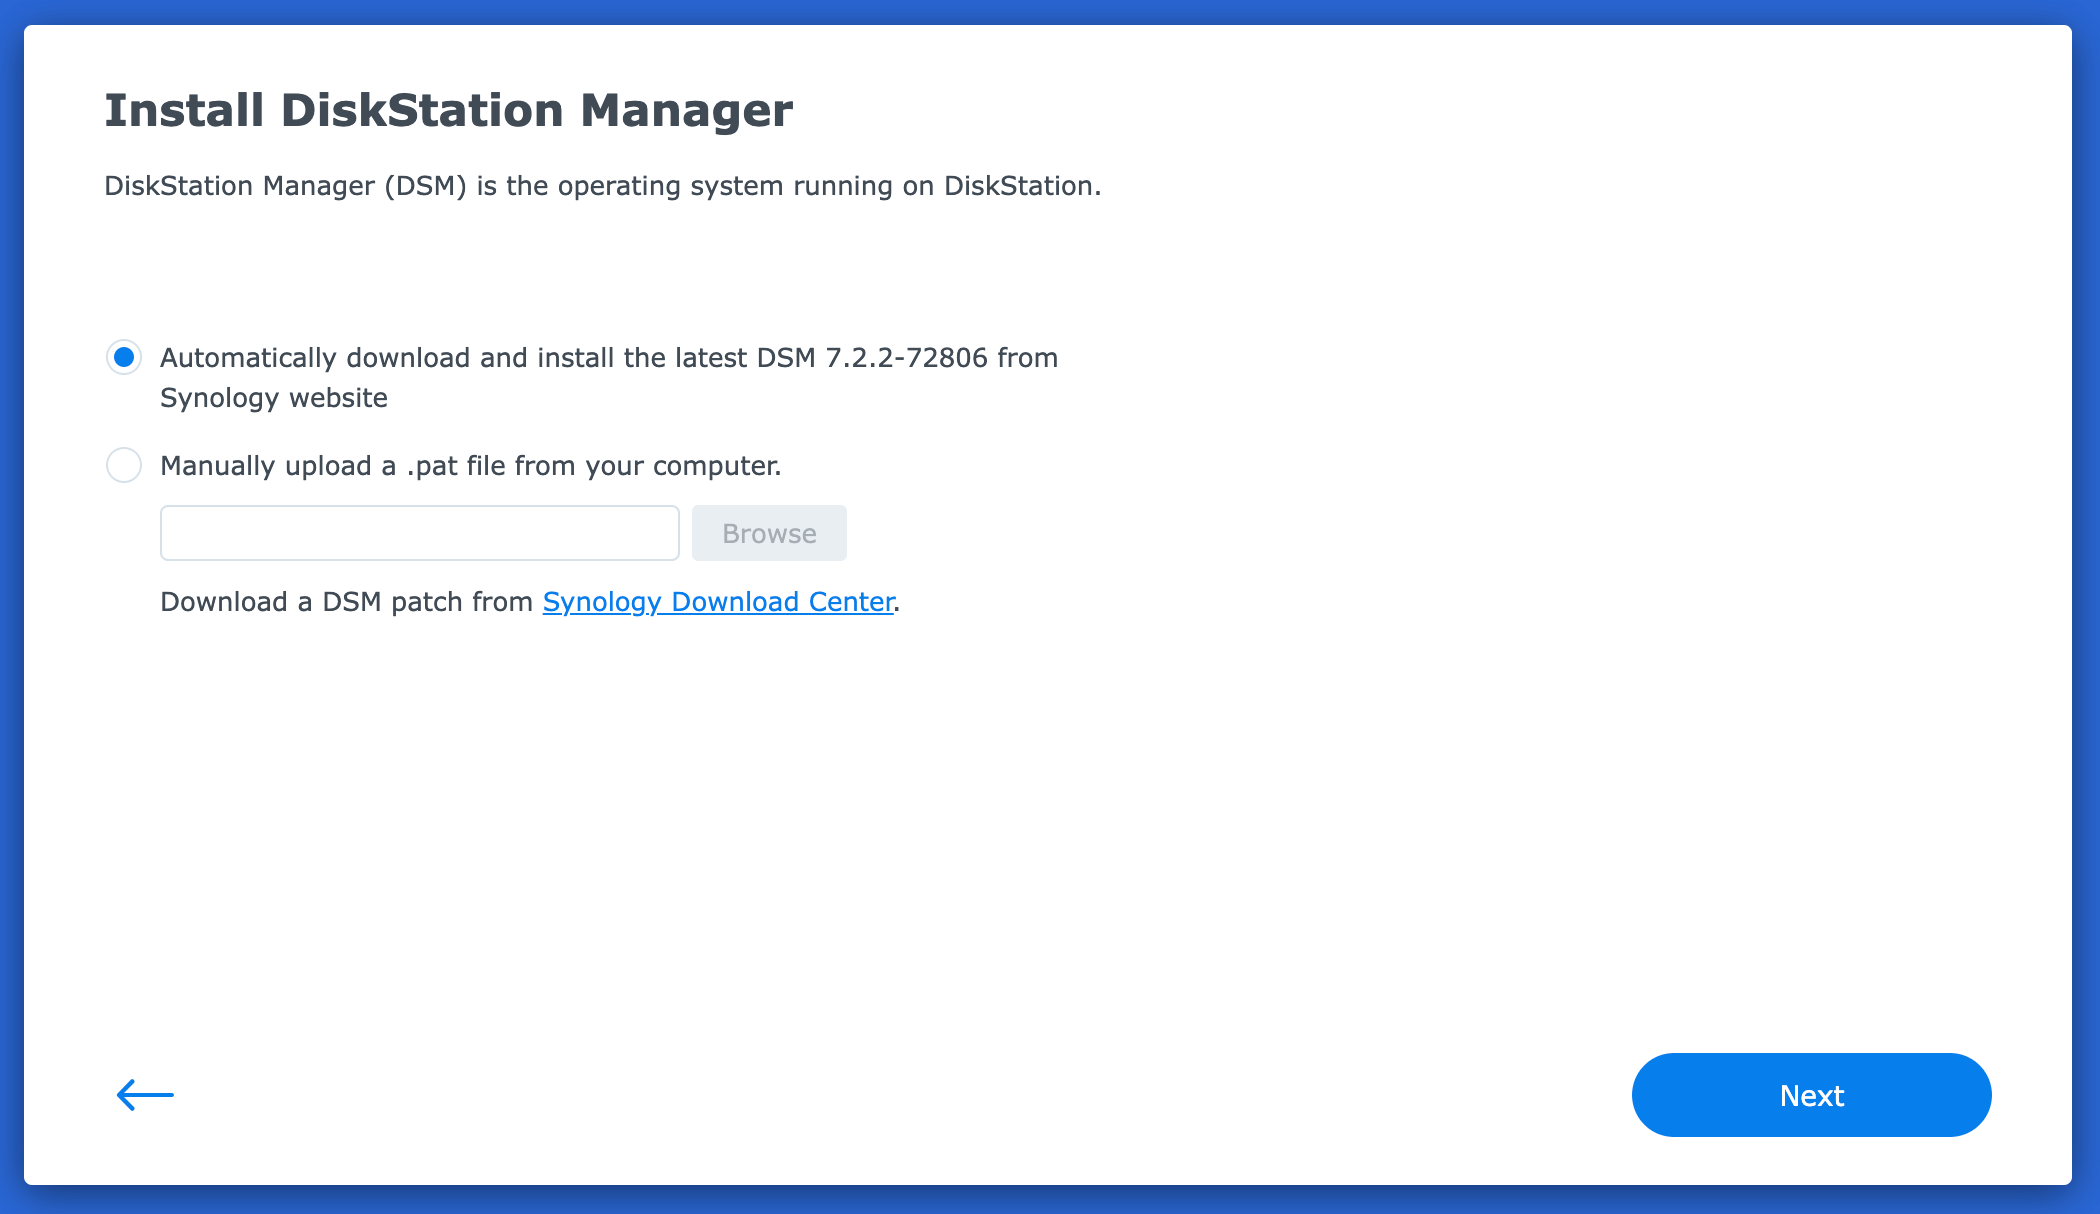 Install DiskStation Manager
DiskStation Manager (DSM) is the operating system running on DiskStation.
Automatically download and install the latest DSM 7.2.2-72806 from
Synology website
Manually upload a .pat file from your computer.
Browse
Download a DSM patch from Synology Download Center.
Next